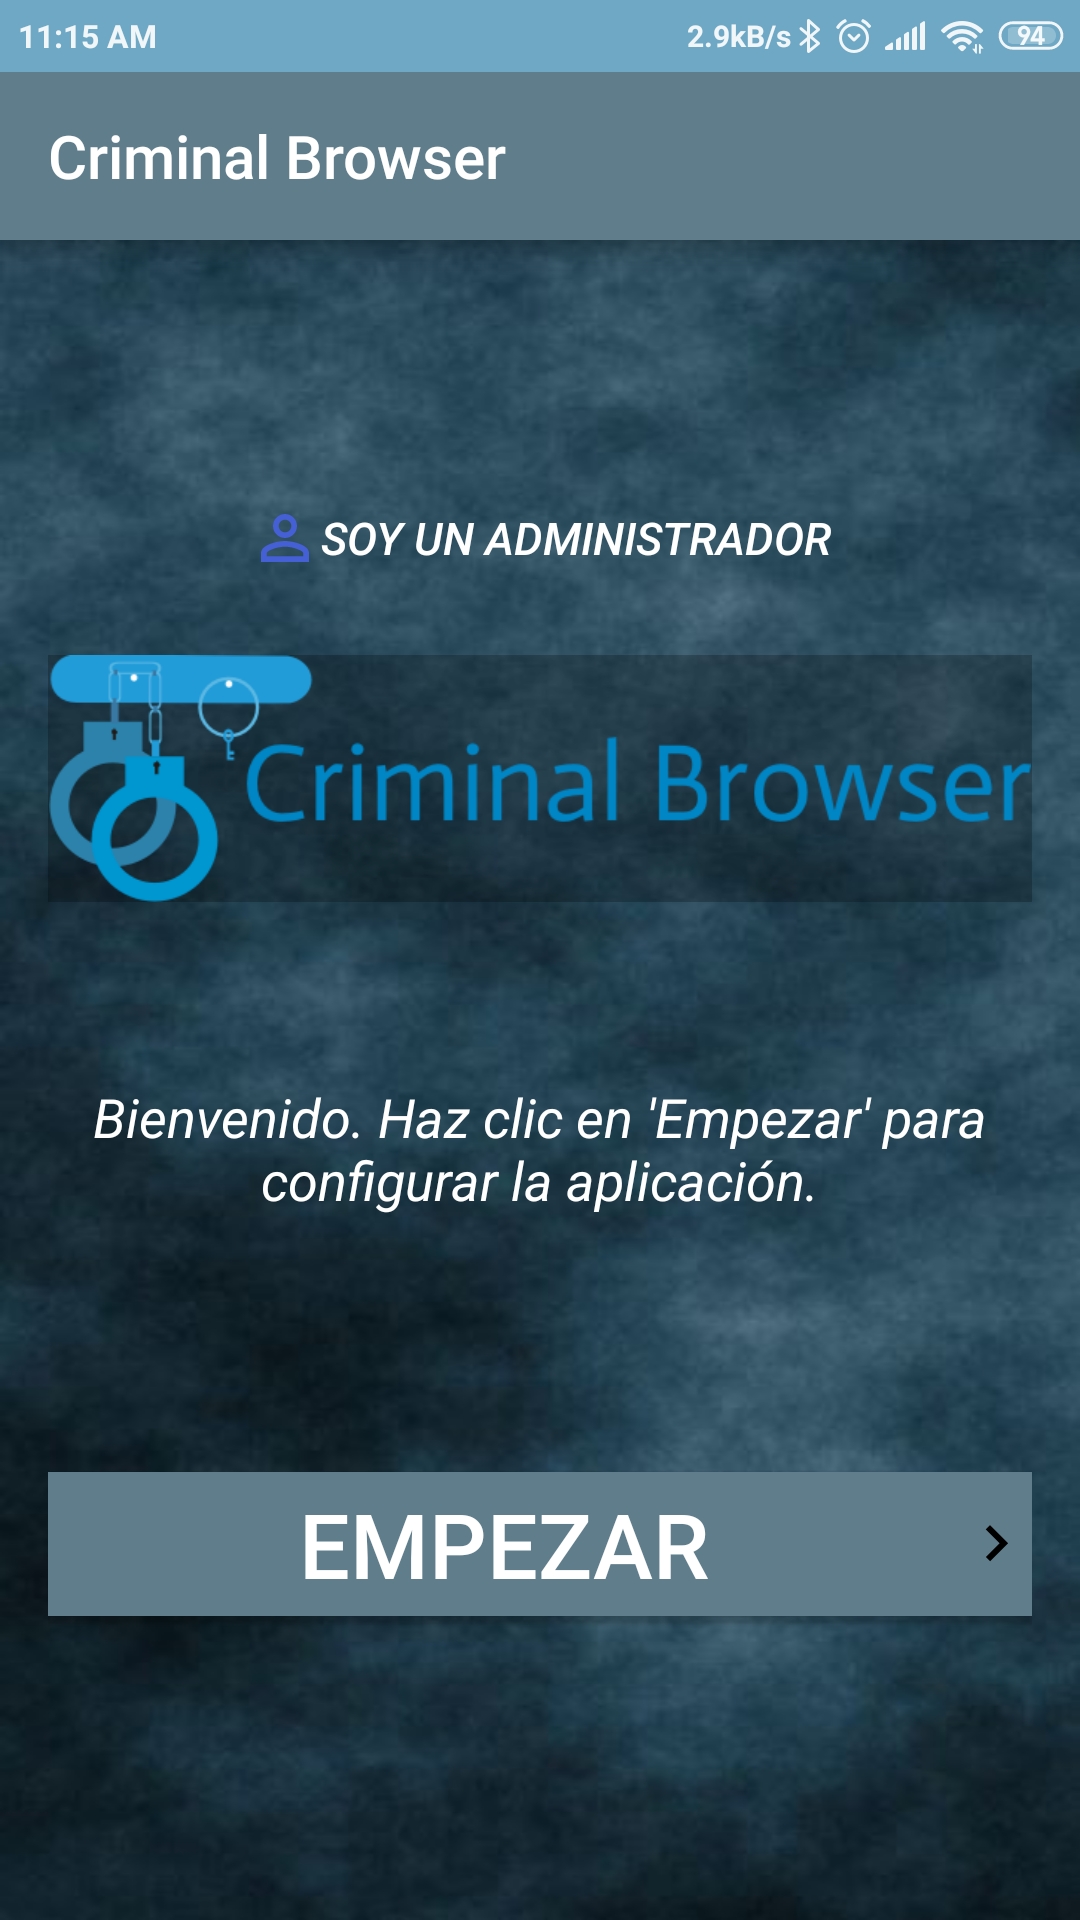 11:15 AM 2.9kB/s 94
Criminal Browser
SOY UN ADMINISTRADOR
Criminal Browser
Bienvenido. Haz clic en 'Empezar' para
configurar la aplicación.
EMPEZAR